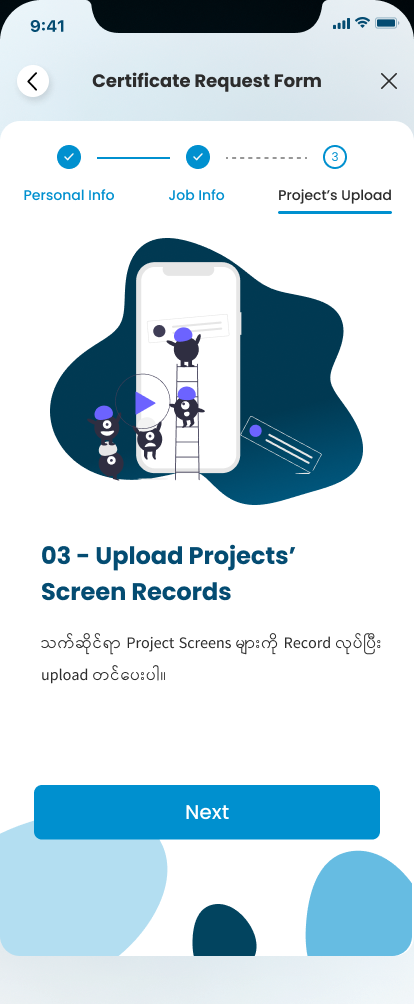 9:41
Certificate Request Form
3
Personal Info
Job Info
Project’s Upload
03 - Upload Projects’
Screen Records
သက်ဆိုင်ရာ Project Screens များကို Record လုပ်ပြီး
upload တင်ပေးပါ။
Next